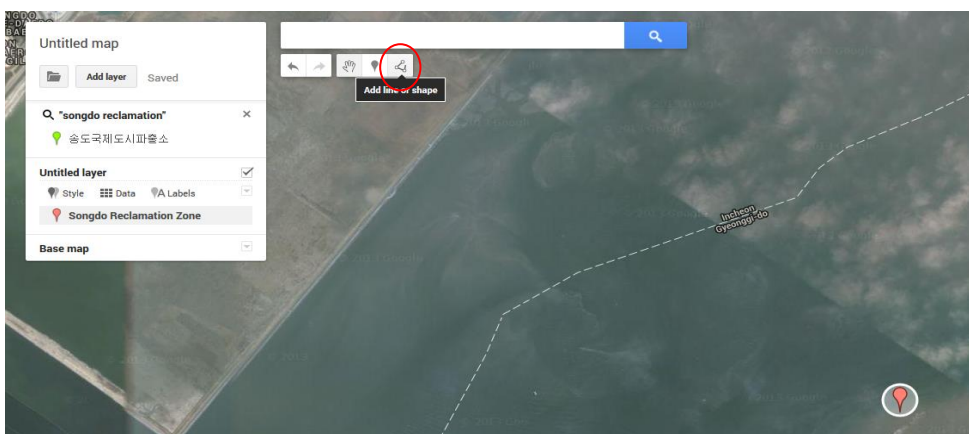 Untitled map
Add layer
Saved
"songdo reclamation"
송도국제도시파출소
Untitled layer
Style
Data
A Labels
Songdo Reclamation Zone
Base map
Add line or shape
Incheon
Gyeonggi-do